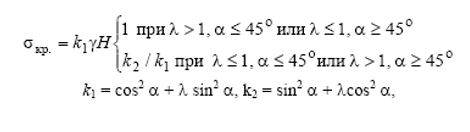 σкр. = k₁γH {1 при λ > 1, α ≤ 45° или λ ≤ 1, α ≥ 45°
k₂ / k₁ при λ ≤ 1, α ≤ 45° или λ > 1, α ≥ 45°
k₁ = cos² α + λ sin² α, k₂ = sin² α + λcos² α,